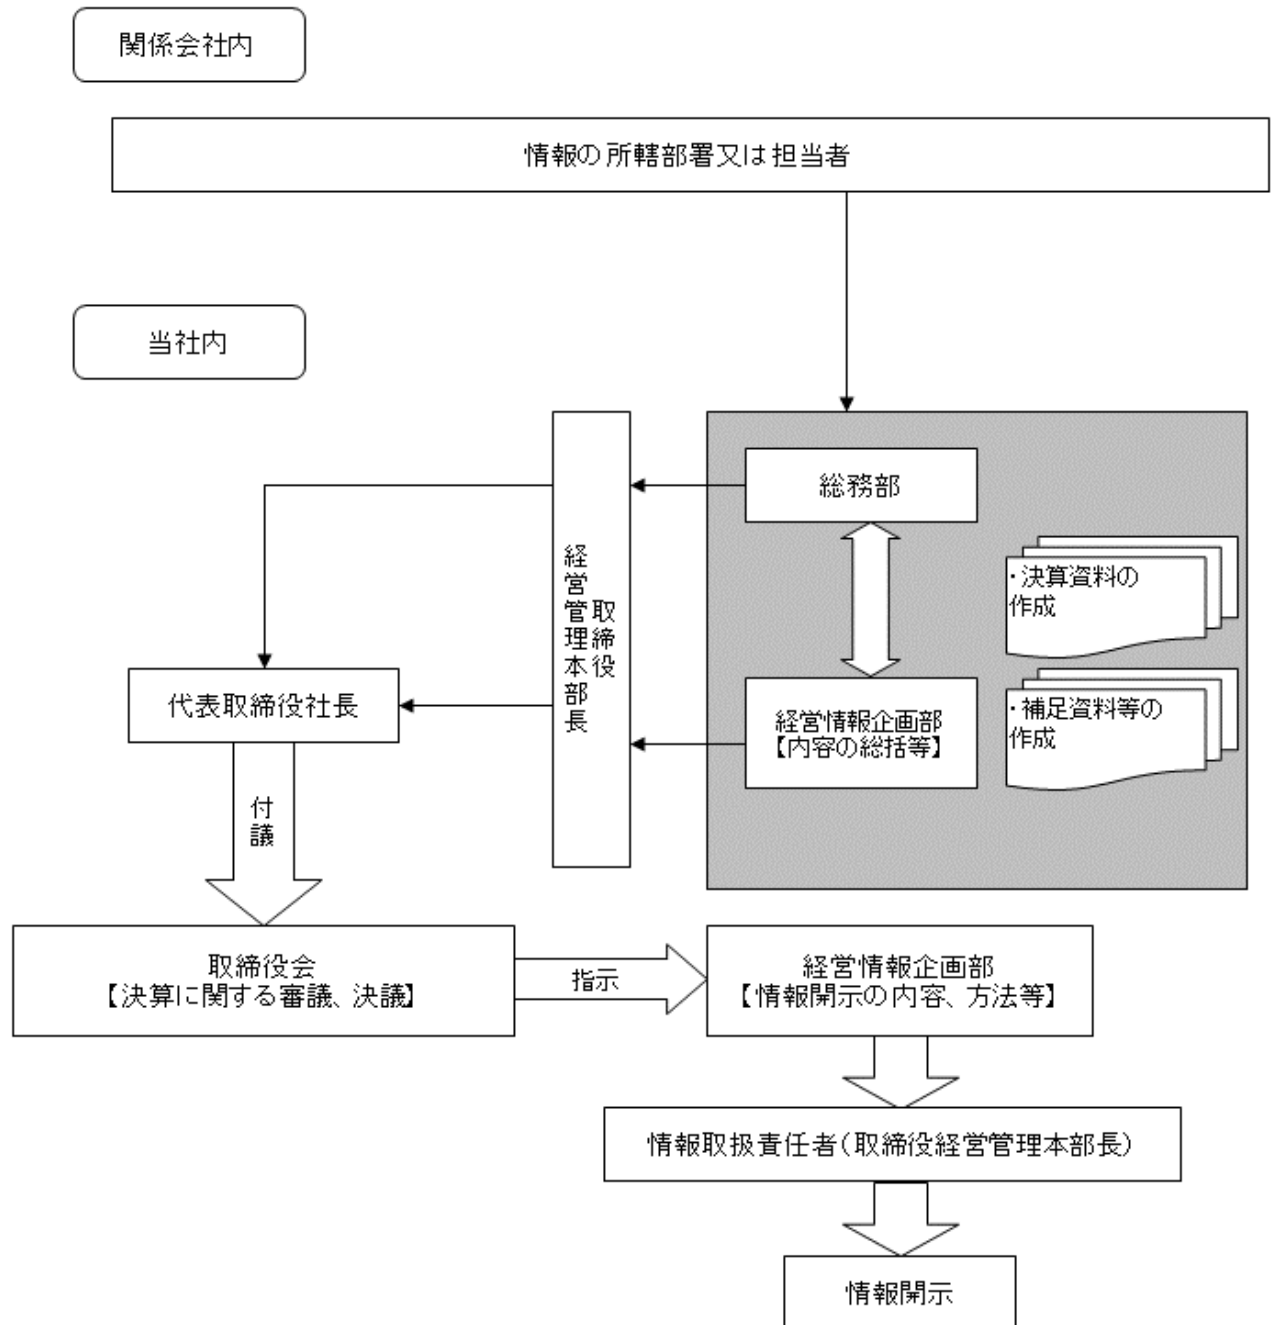 関係会社内
情報の所轄部署又は担当者
当社内
総務部
・決算資料の
作成
取締役
経営管理本部長
代表取締役社長
経営情報企画部
【内容の総括等】
・補足資料等の
作成
付議
取締役会
【決算に関する審議、決議】
指示
経営情報企画部
【情報開示の内容、方法等】
情報取扱責任者(取締役経営管理本部長)
情報開示